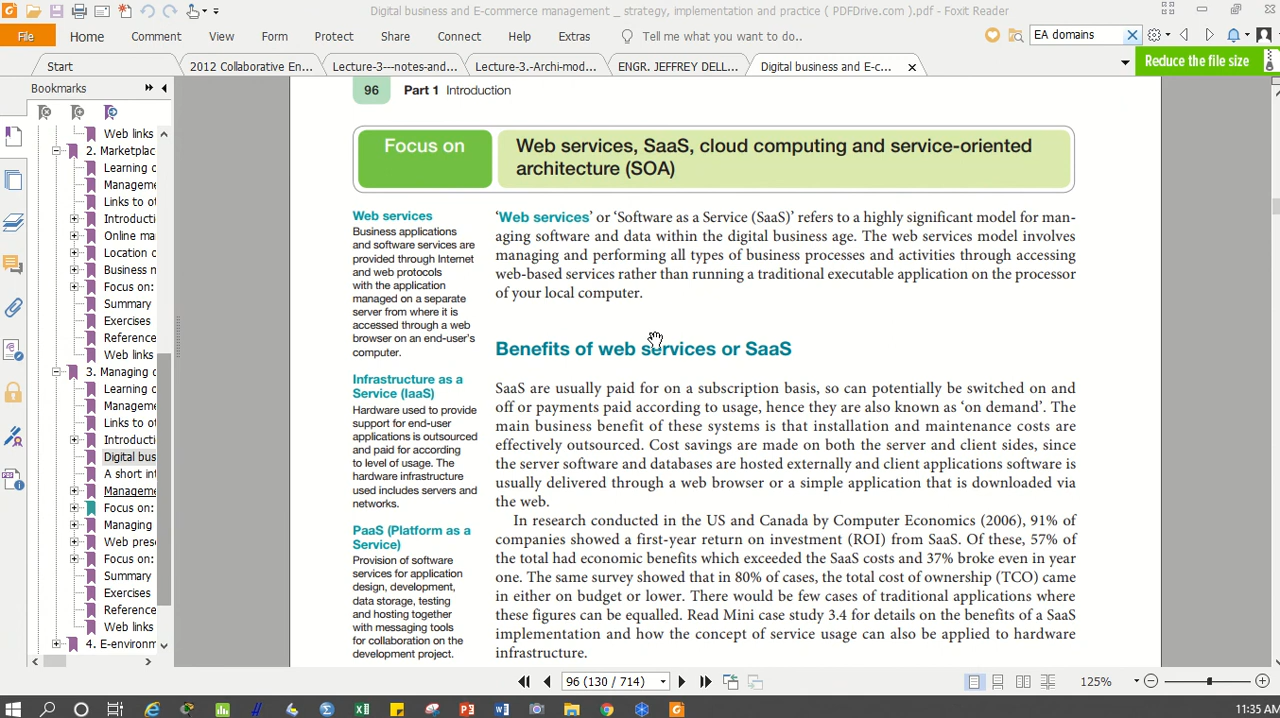 Digital business and E-commerce management _ strategy, implementation and practice ( PDFDrive.com ).pdf - Foxit Reader
File Home Comment View Form Protect Share Connect Help Extras Tell me what you want to do.. EA domains
Start 2012 Collaborative En... Lecture-3---notes-and... Lecture-3.-Archimod... ENGR. JEFFREY DELL... Digital business and E-c... Reduce the file size
Bookmarks
Web links
2. Marketplac
Learning o
Manageme
Links to ot
Introducti
Online ma
Location o
Business m
Focus on:
Summary
Exercises
Reference
Web links
3. Managing d
Learning o
Manageme
Links to ot
Introducti
Digital bus
A short int
Manageme
Focus on:
Managing
Web prese
Focus on:
Summary
Exercises
Reference
Web links
4. E-environm
96 Part 1 Introduction
Focus on
Web services, SaaS, cloud computing and service-oriented
architecture (SOA)
Web services
Business applications
and software services are
provided through Internet
and web protocols
with the application
managed on a separate
server from where it is
accessed through a web
browser on an end-user's
computer.
Infrastructure as a
Service (IaaS)
Hardware used to provide
support for end-user
applications is outsourced
and paid for according
to level of usage. The
hardware infrastructure
used includes servers and
networks.
PaaS (Platform as a
Service)
Provision of software
services for application
design, development,
data storage, testing
and hosting together
with messaging tools
for collaboration on the
development project.
'Web services' or 'Software as a Service (SaaS)' refers to a highly significant model for man-
aging software and data within the digital business age. The web services model involves
managing and performing all types of business processes and activities through accessing
web-based services rather than running a traditional executable application on the processor
of your local computer.
Benefits of web services or SaaS
SaaS are usually paid for on a subscription basis, so can potentially be switched on and
off or payments paid according to usage, hence they are also known as 'on demand'. The
main business benefit of these systems is that installation and maintenance costs are
effectively outsourced. Cost savings are made on both the server and client sides, since
the server software and databases are hosted externally and client applications software is
usually delivered through a web browser or a simple application that is downloaded via
the web.
In research conducted in the US and Canada by Computer Economics (2006), 91% of
companies showed a first-year return on investment (ROI) from SaaS. Of these, 57% of
the total had economic benefits which exceeded the SaaS costs and 37% broke even in year
one. The same survey showed that in 80% of cases, the total cost of ownership (TCO) came
in either on budget or lower. There would be few cases of traditional applications where
these figures can be equalled. Read Mini case study 3.4 for details on the benefits of a SaaS
implementation and how the concept of service usage can also be applied to hardware
infrastructure.
96 (130 / 714) 125%
11:35 AM